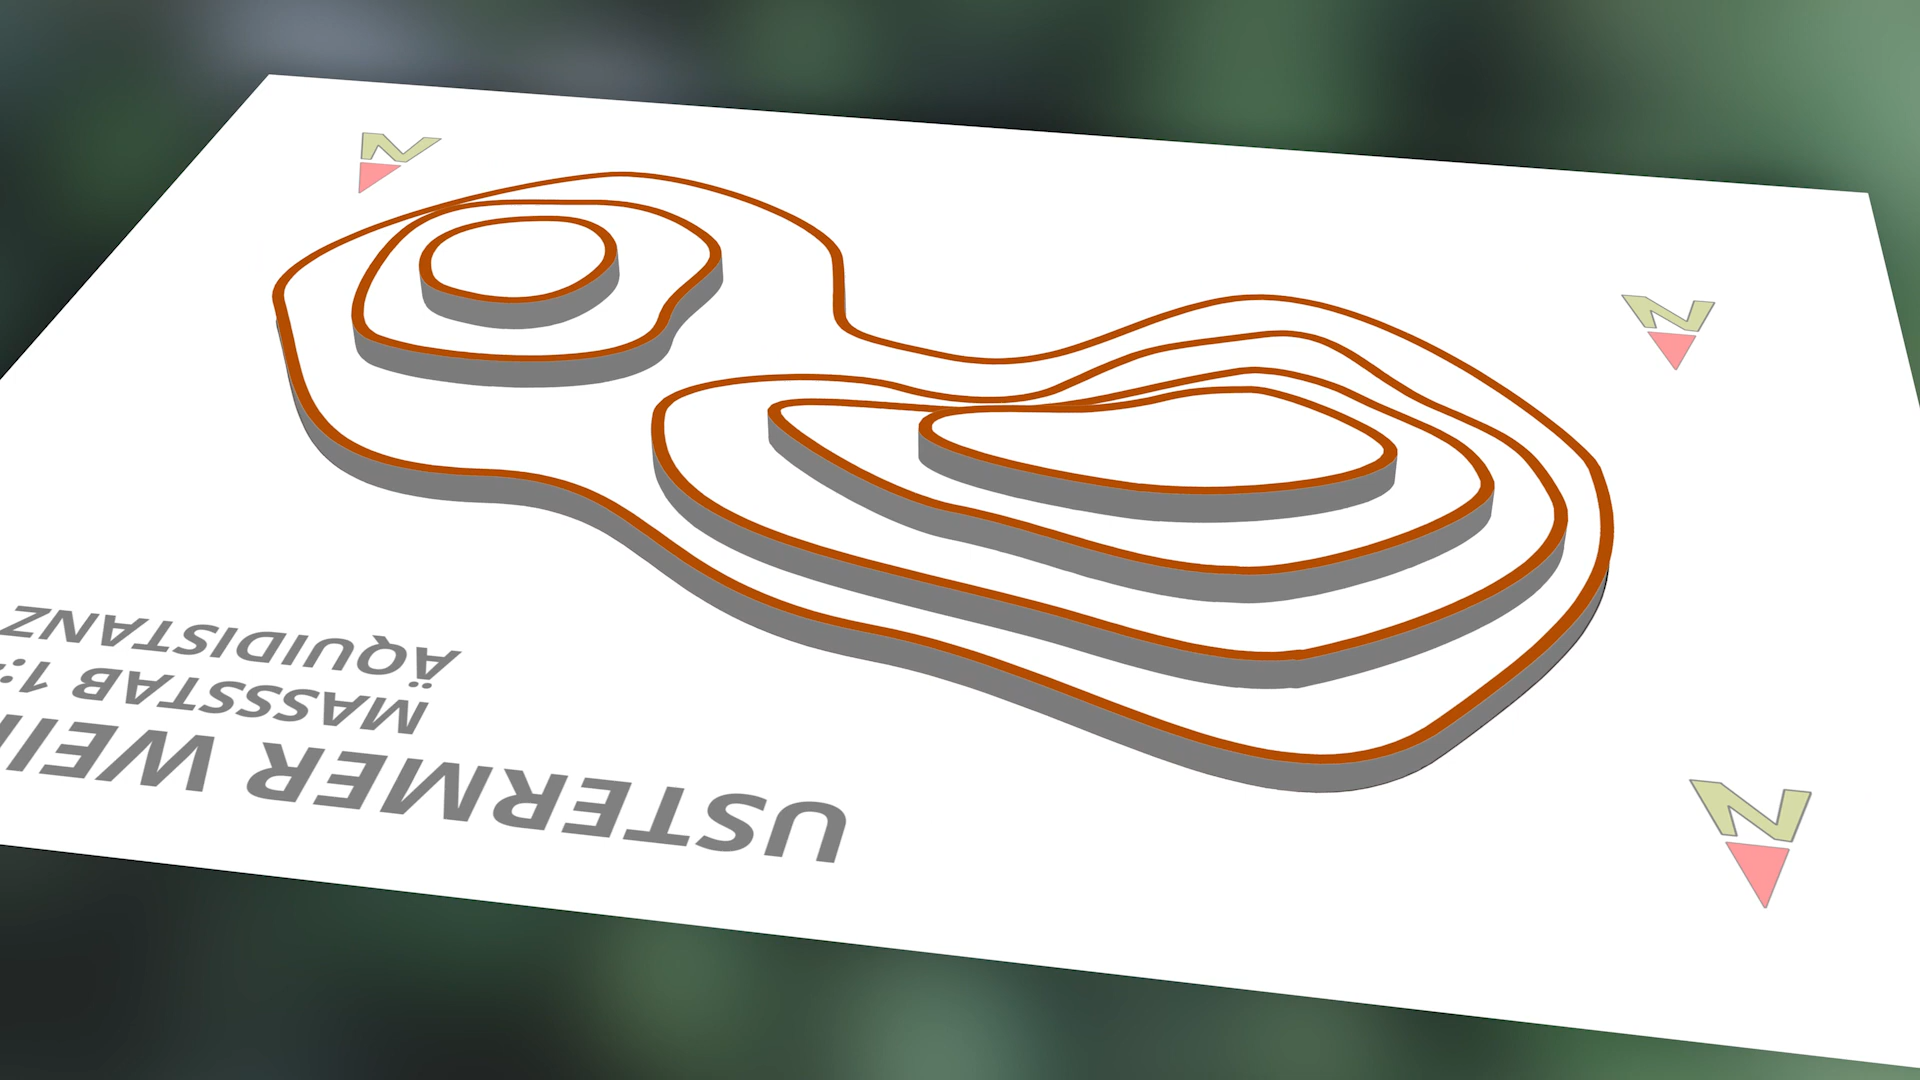 USTERMER WEI
MASSSTAB 1:
ÄQUIDISTANZ
N
N
N